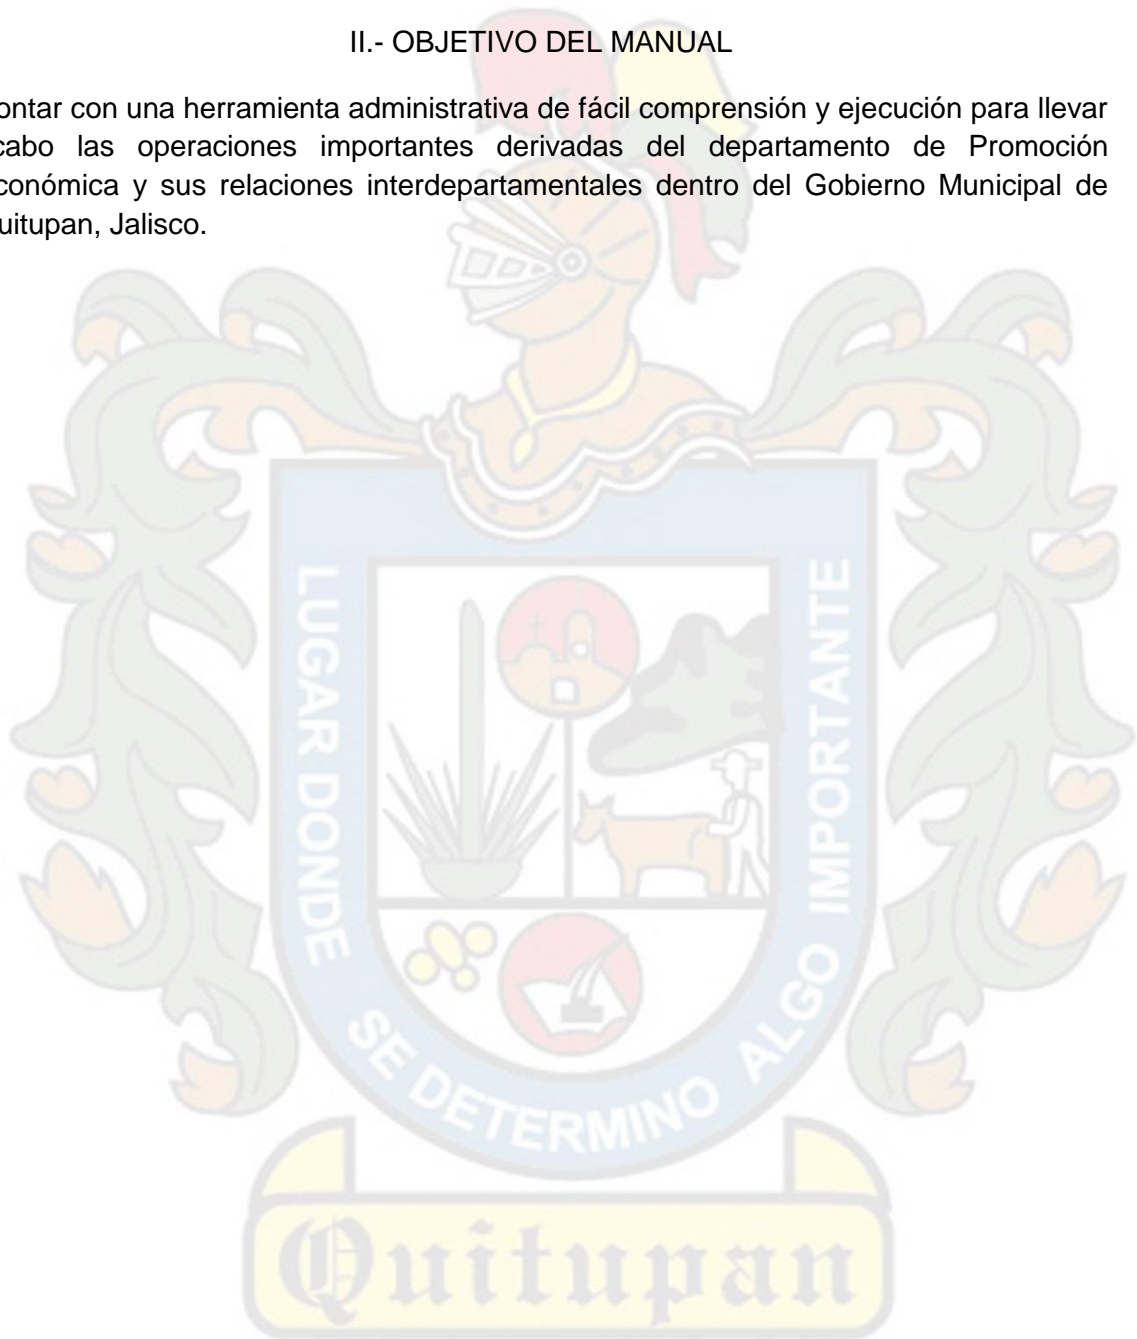 II.- OBJETIVO DEL MANUAL
ontar con una herramienta administrativa de fácil comprensión y ejecución para llevar
cabo las operaciones importantes derivadas del departamento de Promoción
conómica y sus relaciones interdepartamentales dentro del Gobierno Municipal de
uitupan, Jalisco.
LUGAR DONDE SE DETERMINO ALGO IMPORTANTE
Quitupan